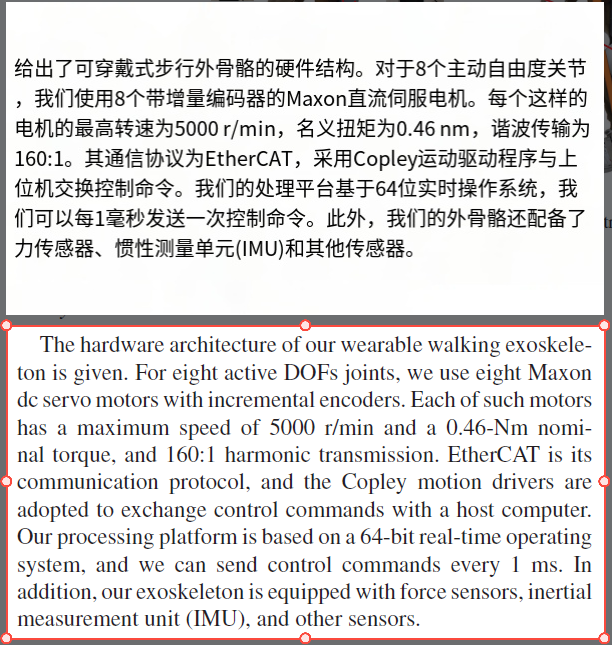 给出了可穿戴式步行外骨骼的硬件结构。对于8个主动自由度关节
，我们使用8个带增量编码器的Maxon直流伺服电机。每个这样的
电机的最高转速为5000 r/min，名义扭矩为0.46 nm，谐波传输为
160:1。其通信协议为EtherCAT，采用Copley运动驱动程序与上
位机交换控制命令。我们的处理平台基于64位实时操作系统，我
们可以每1毫秒发送一次控制命令。此外，我们的外骨骼还配备了
力传感器、惯性测量单元(IMU)和其他传感器。
The hardware architecture of our wearable walking exoskele-
ton is given. For eight active DOFs joints, we use eight Maxon
dc servo motors with incremental encoders. Each of such motors
has a maximum speed of 5000 r/min and a 0.46-Nm nomi-
nal torque, and 160:1 harmonic transmission. EtherCAT is its
communication protocol, and the Copley motion drivers are
adopted to exchange control commands with a host computer.
Our processing platform is based on a 64-bit real-time operating
system, and we can send control commands every 1 ms. In
addition, our exoskeleton is equipped with force sensors, inertial
measurement unit (IMU), and other sensors.